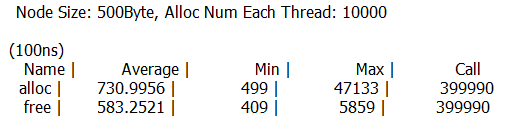 Node Size: 500Byte, Alloc Num Each Thread: 10000
(100ns)
Name | Average | Min | Max | Call
alloc | 730.9956 | 499 | 47133 | 399990
free | 583.2521 | 409 | 5859 | 399990